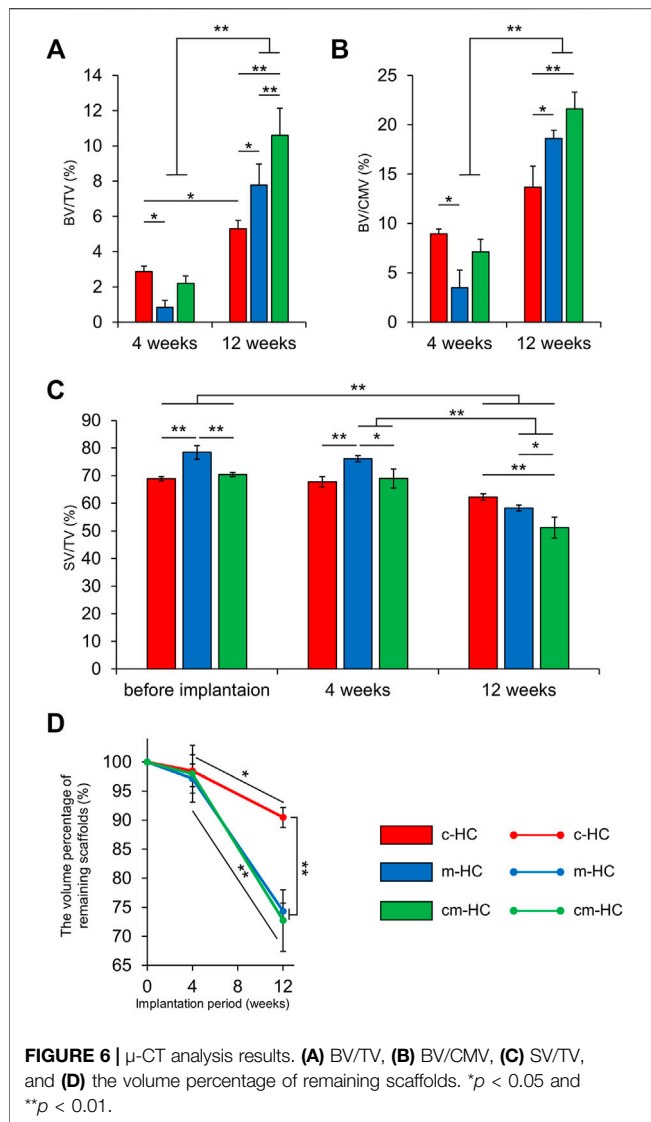 A
**
**
**
*
*
*
BV/TV (%)
14
12
10
8
6
4
2
0
4 weeks
12 weeks
B
**
**
*
*
BV/CMV (%)
25
20
15
10
5
0
4 weeks
12 weeks
C
**
**
**
**
**
*
*
**
SV/TV (%)
90
80
70
60
50
40
30
20
10
0
before implantaion
4 weeks
12 weeks
D
The volume percentage of
remaining scaffolds (%)
100
95
90
85
80
75
70
65
*
**
**
0
4
8
12
Implantation period (weeks)
c-HC
c-HC
m-HC
m-HC
cm-HC
cm-HC
FIGURE 6 | μ-CT analysis results. (A) BV/TV, (B) BV/CMV, (C) SV/TV,
and (D) the volume percentage of remaining scaffolds. *p < 0.05 and
**p < 0.01.